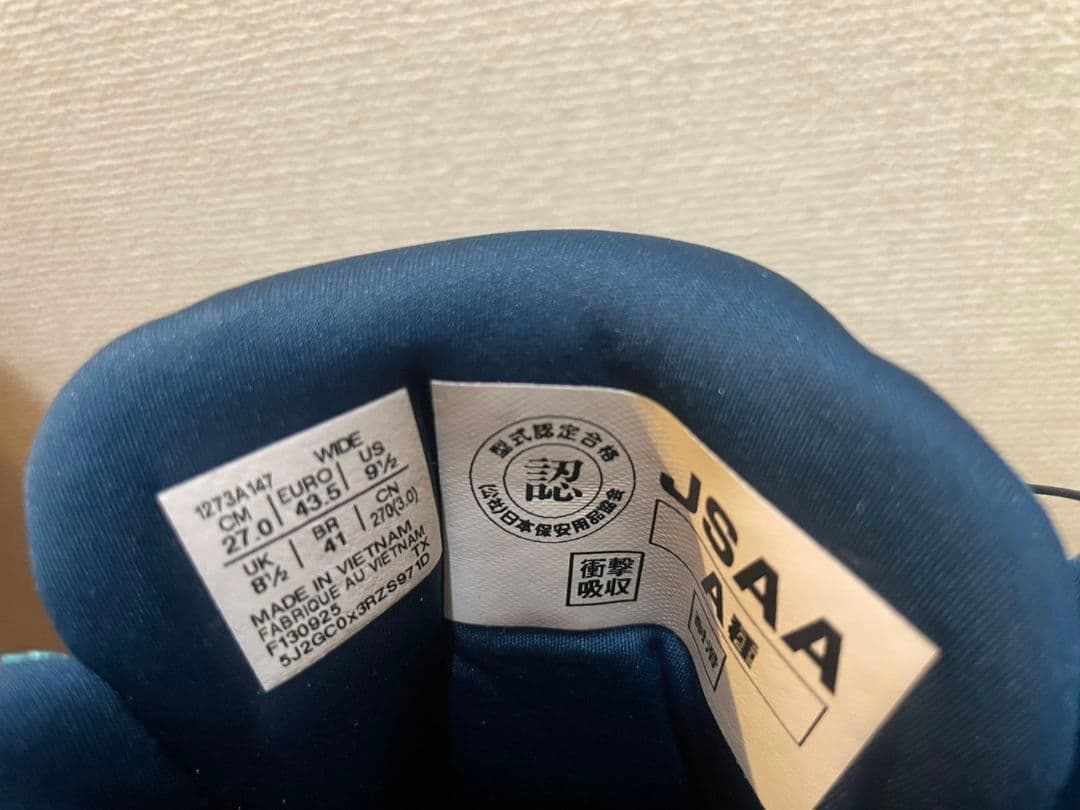 1273A147 WIDE
CM EURO US
27.0 43.5 9½
UK BR CN
8½ 41 270(3.0)
MADE IN VIETNAM
FABRIQUE AU VIETNAM
F130925 TX
5J2GC0x3RZS971D
型式認定合格
認
(公社)日本保安用品協会
衝撃
吸収
JSAA
A種